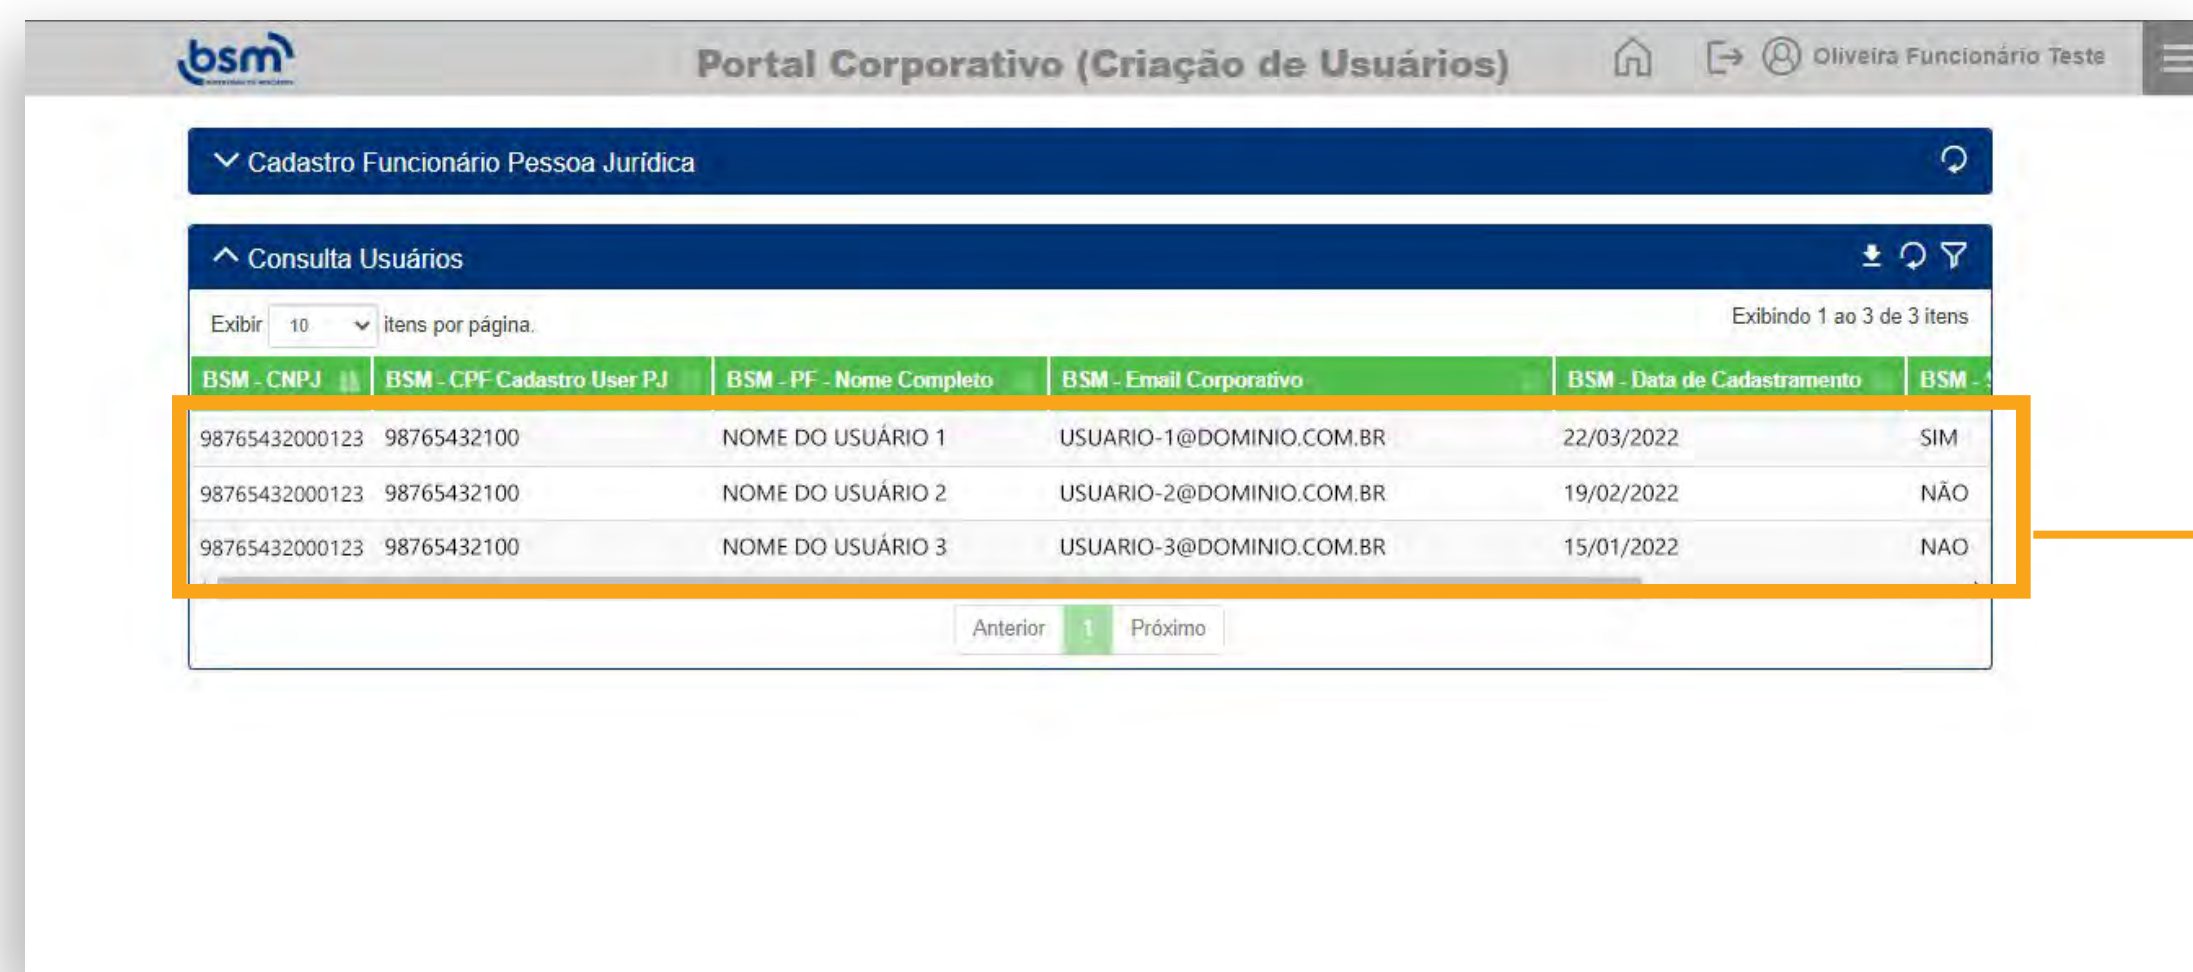 bsm
Portal Corporativo (Criação de Usuários)
Oliveira Funcionário Teste
Cadastro Funcionário Pessoa Jurídica
Consulta Usuários
Exibir 10 itens por página.
Exibindo 1 ao 3 de 3 itens
BSM - CNPJ BSM - CPF Cadastro User PJ BSM - PF - Nome Completo BSM - Email Corporativo BSM - Data de Cadastramento BSM -
98765432000123 98765432100 NOME DO USUÁRIO 1 USUARIO-1@DOMINIO.COM.BR 22/03/2022 SIM
98765432000123 98765432100 NOME DO USUÁRIO 2 USUARIO-2@DOMINIO.COM.BR 19/02/2022 NÃO
98765432000123 98765432100 NOME DO USUÁRIO 3 USUARIO-3@DOMINIO.COM.BR 15/01/2022 NAO
Anterior 1 Próximo